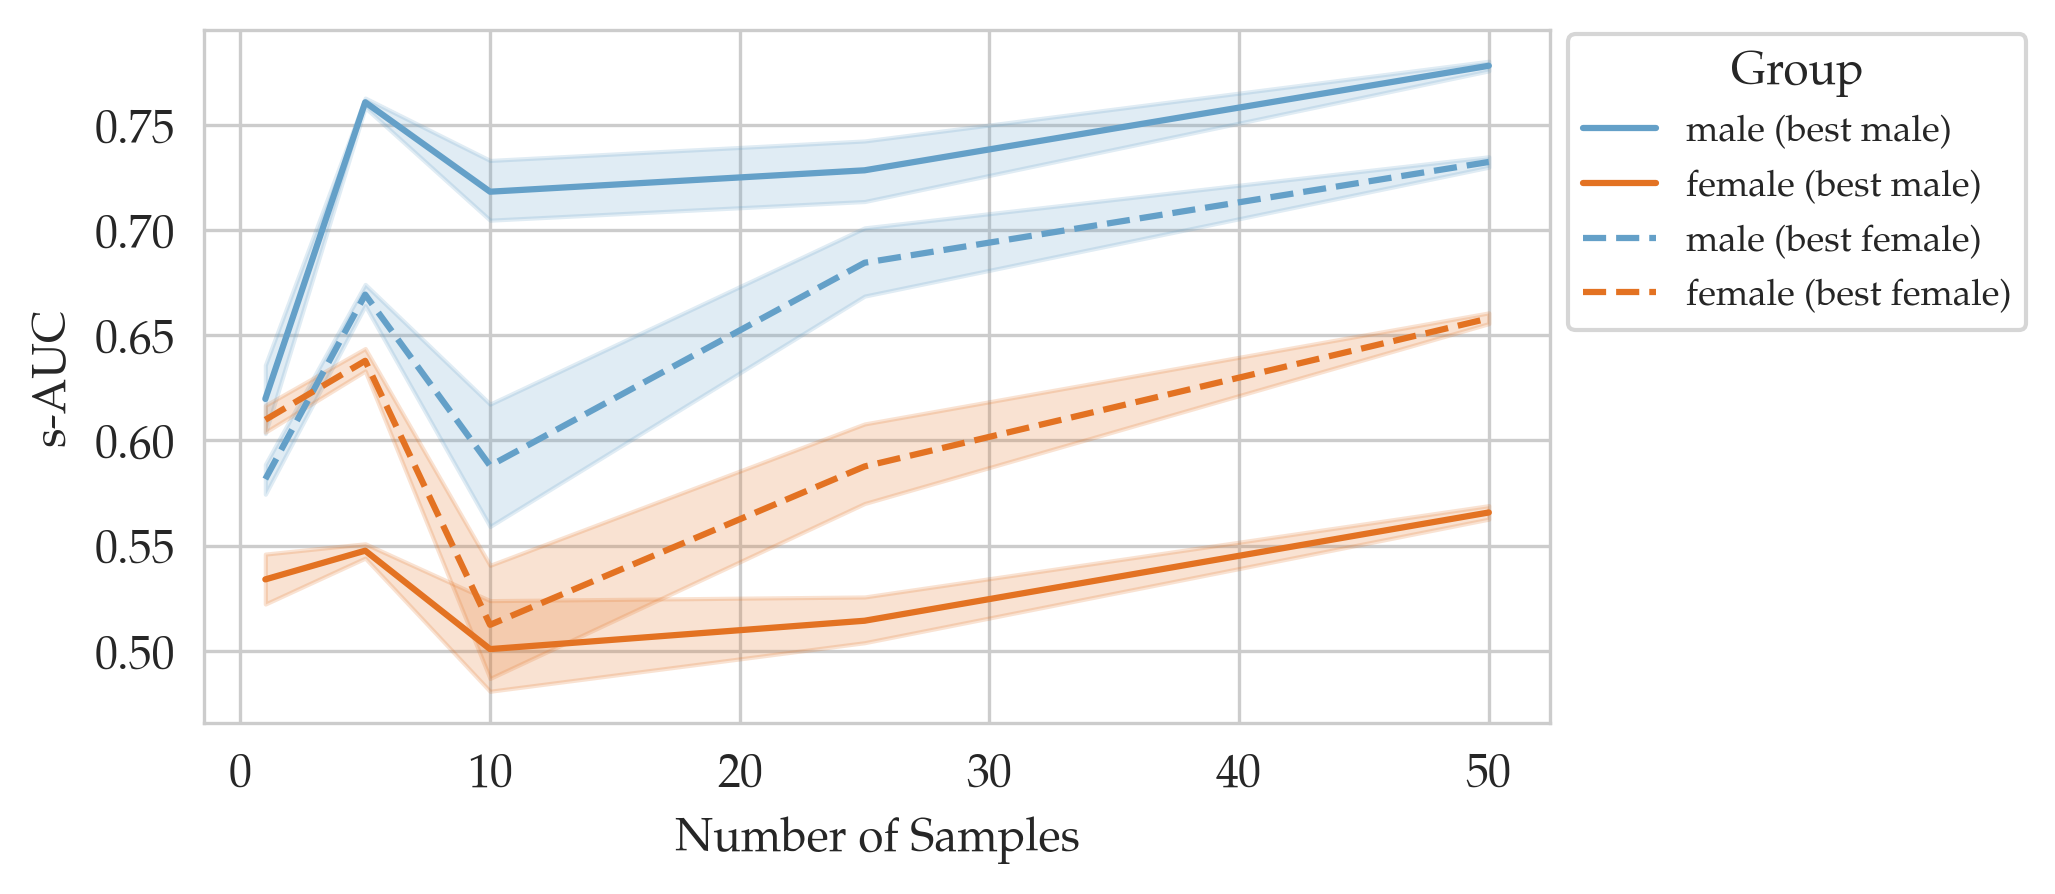 Group
male (best male)
female (best male)
male (best female)
female (best female)
s-AUC
0.75
0.70
0.65
0.60
0.55
0.50
0 10 20 30 40 50
Number of Samples